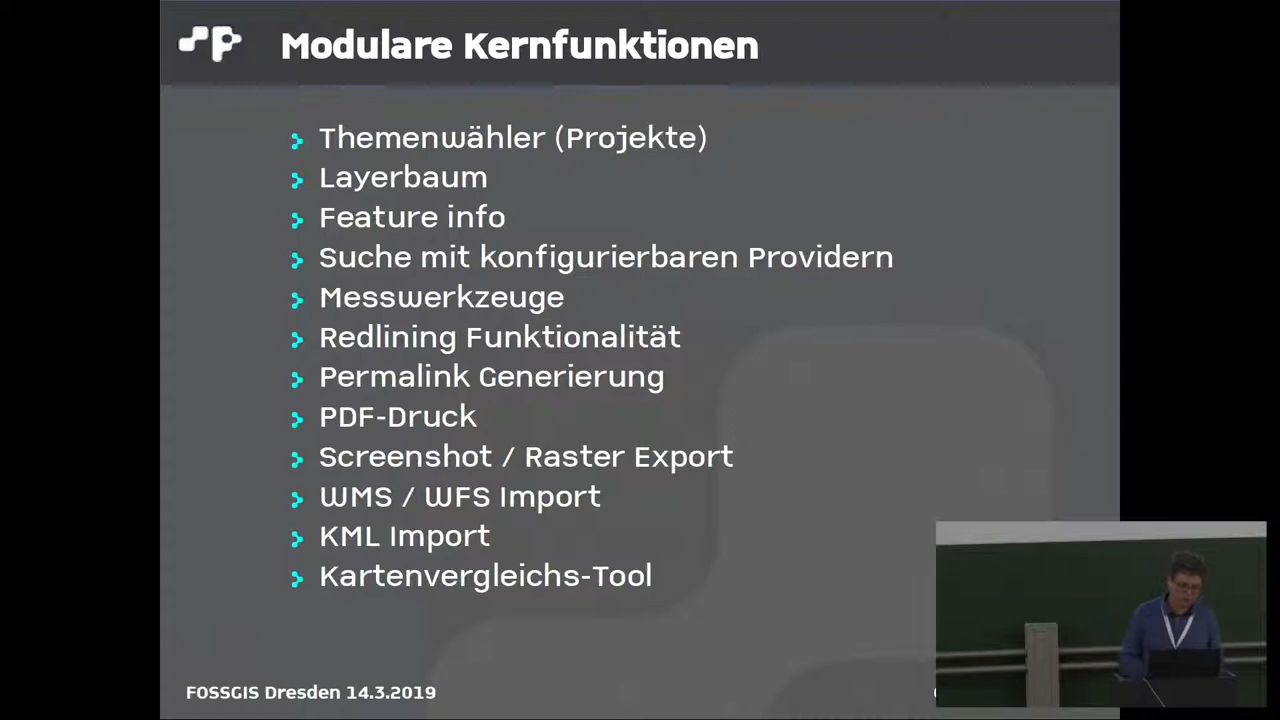 Modulare Kernfunktionen
Themenwähler (Projekte)
Layerbaum
Feature info
Suche mit konfigurierbaren Providern
Messwerkzeuge
Redlining Funktionalität
Permalink Generierung
PDF-Druck
Screenshot / Raster Export
WMS / WFS Import
KML Import
Kartenvergleichs-Tool
FOSSGIS Dresden 14.3.2019